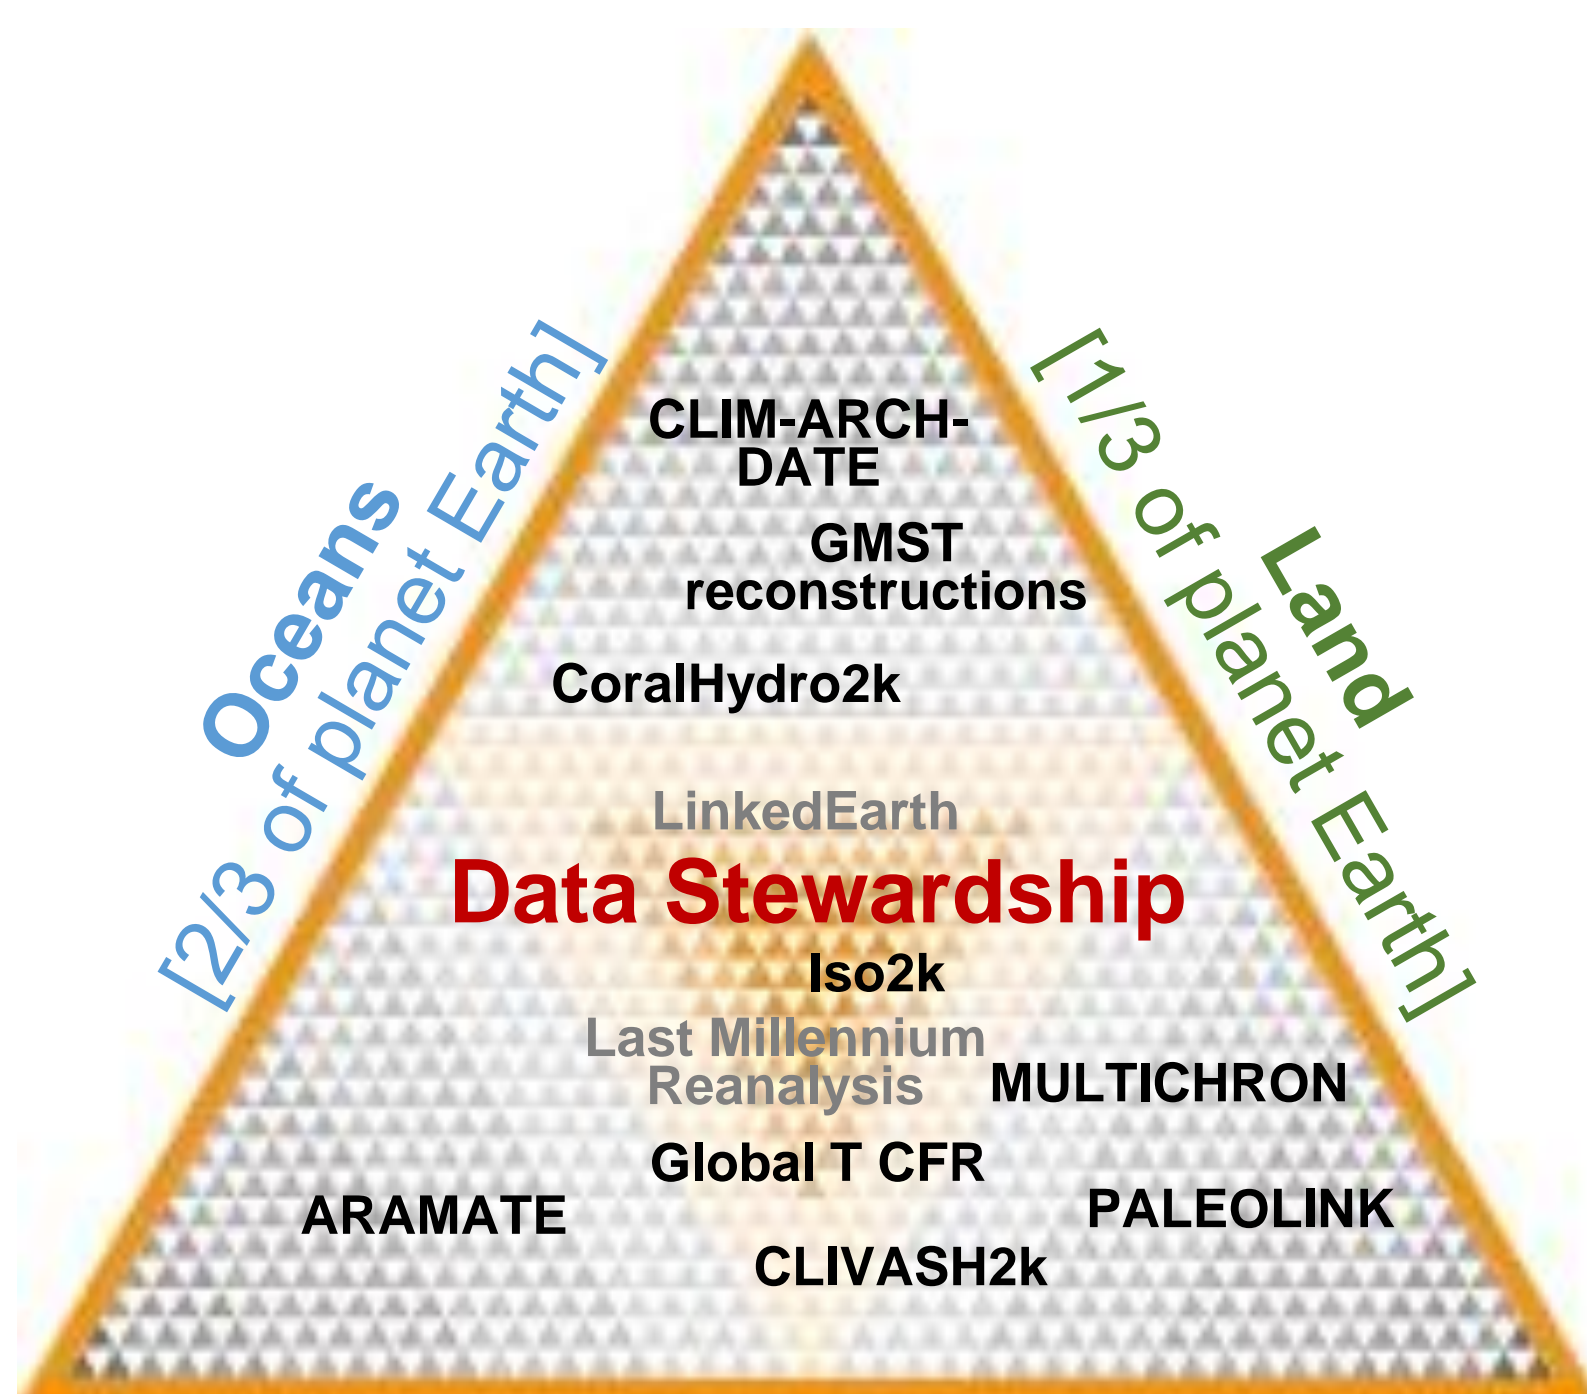 Oceans
[2/3 of planet Earth]
Land
[1/3 of planet Earth]
CLIM-ARCH-
DATE
GMST
reconstructions
CoralHydro2k
LinkedEarth
Data Stewardship
Iso2k
Last Millennium
Reanalysis
MULTICHRON
Global T CFR
ARAMATE
PALEOLINK
CLIVASH2k